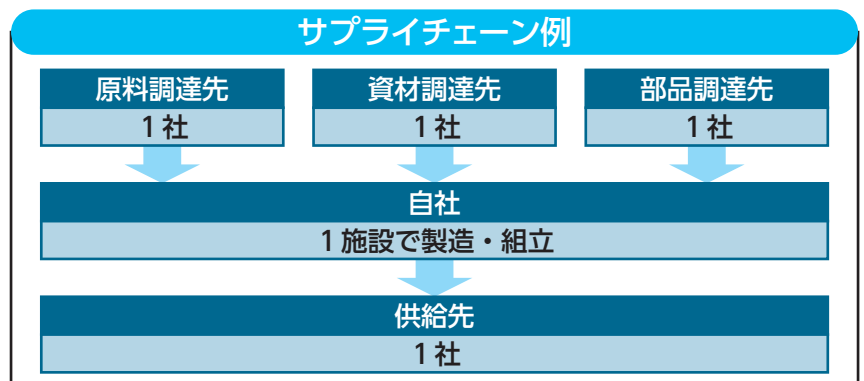 サプライチェーン例
原料調達先 資材調達先 部品調達先
1社 1社 1社
自社
1施設で製造・組立
供給先
1社